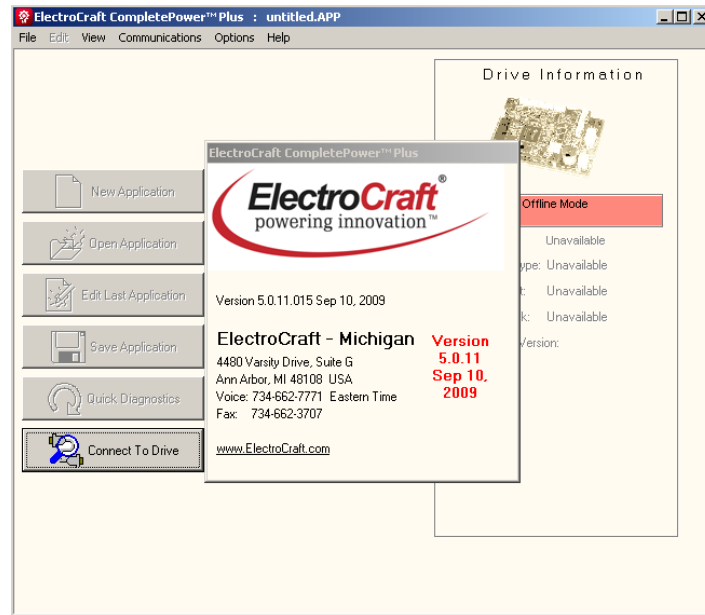 ElectroCraft CompletePower™ Plus : untitled.APP
File Edit View Communications Options Help
Drive Information
ElectroCraft CompletePower™ Plus
ElectroCraft®
powering innovation™
New Application
Open Application
Edit Last Application
Save Application
Quick Diagnostics
Connect To Drive
Version 5.0.11.015 Sep 10, 2009
ElectroCraft - Michigan
4480 Varsity Drive, Suite G
Ann Arbor, MI 48108 USA
Voice: 734-662-7771 Eastern Time
Fax: 734-662-3707
www.ElectroCraft.com
Version
5.0.11
Sep 10,
2009
Offline Mode
Unavailable
Unavailable
Unavailable
Unavailable
Version: